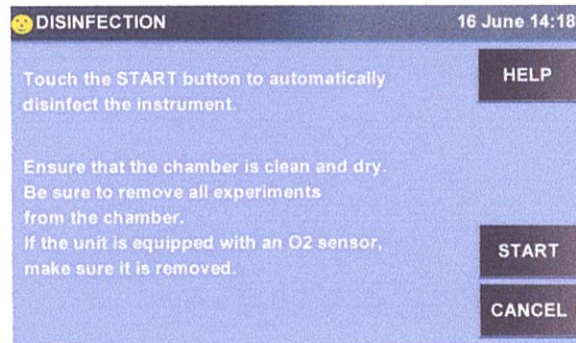 DISINFECTION
16 June 14:18
HELP
Touch the START button to automatically
disinfect the instrument.
Ensure that the chamber is clean and dry.
Be sure to remove all experiments
from the chamber.
If the unit is equipped with an O2 sensor,
make sure it is removed.
START
CANCEL